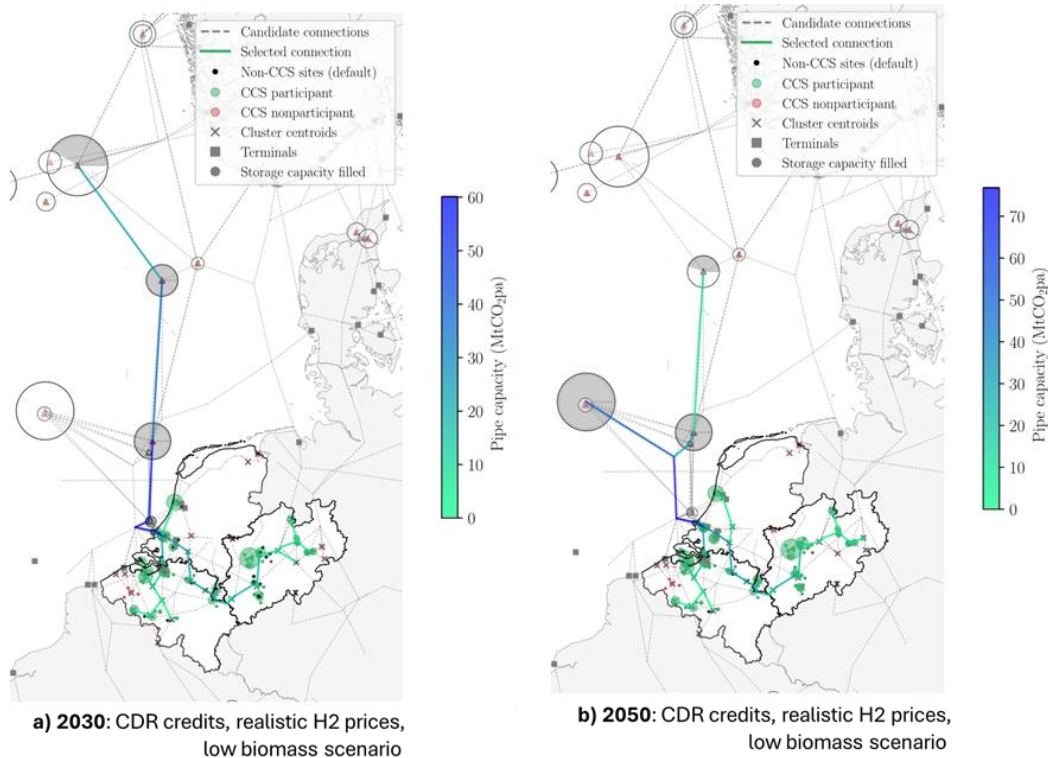 Candidate connections
Selected connection
Non-CCS sites (default)
CCS participant
CCS nonparticipant
Cluster centroids
Terminals
Storage capacity filled
60
50
40
30
20
10
0
Pipe capacity (MtCO₂pa)
a) 2030: CDR credits, realistic H2 prices,
low biomass scenario
Candidate connections
Selected connection
Non-CCS sites (default)
CCS participant
CCS nonparticipant
Cluster centroids
Terminals
Storage capacity filled
70
60
50
40
30
20
10
0
Pipe capacity (MtCO₂pa)
b) 2050: CDR credits, realistic H2 prices,
low biomass scenario